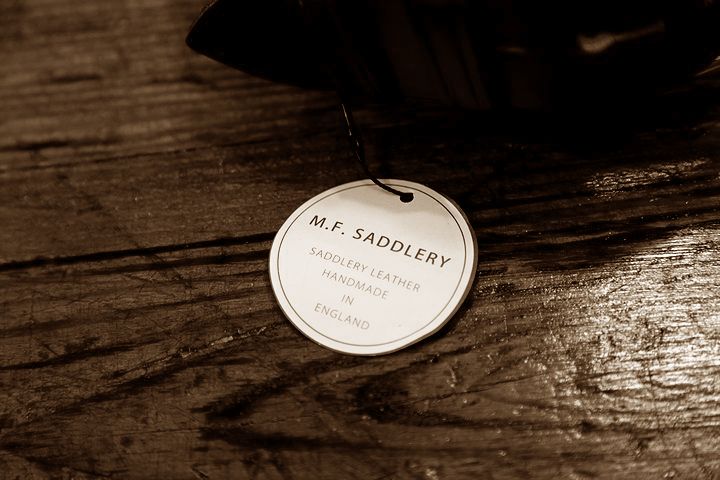 M.F. SADDLERY
SADDLERY LEATHER
HANDMADE
IN
ENGLAND